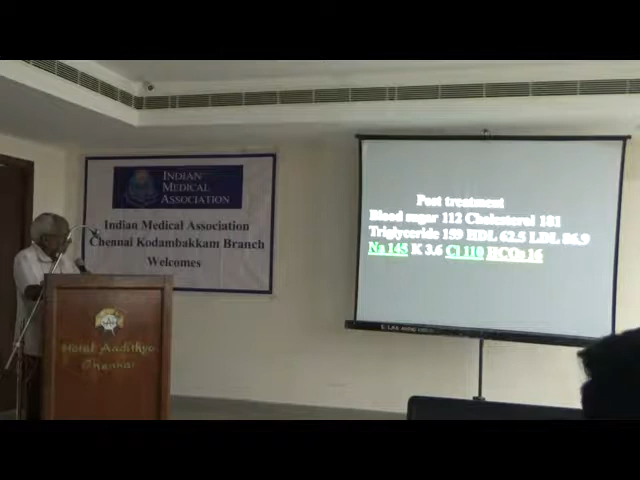 INDIAN
MEDICAL
ASSOCIATION
Indian Medical Association
Chennai Kodambakkam Branch
Welcomes
Hotel Aadithya
Chennai
Post treatment
Blood sugar 112 Cholesterol 181
Triglyceride 159 HDL 62.5 LDL 86.9
Na 145 K 3.6 Cl 110 HCO3 16